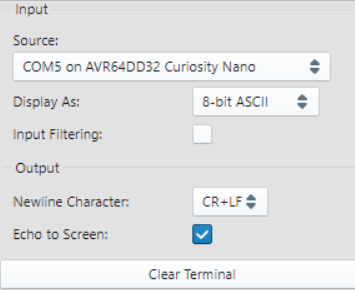 Input
Source:
COM5 on AVR64DD32 Curiosity Nano
Display As: 8-bit ASCII
Input Filtering:
Output
Newline Character: CR+LF
Echo to Screen:
Clear Terminal